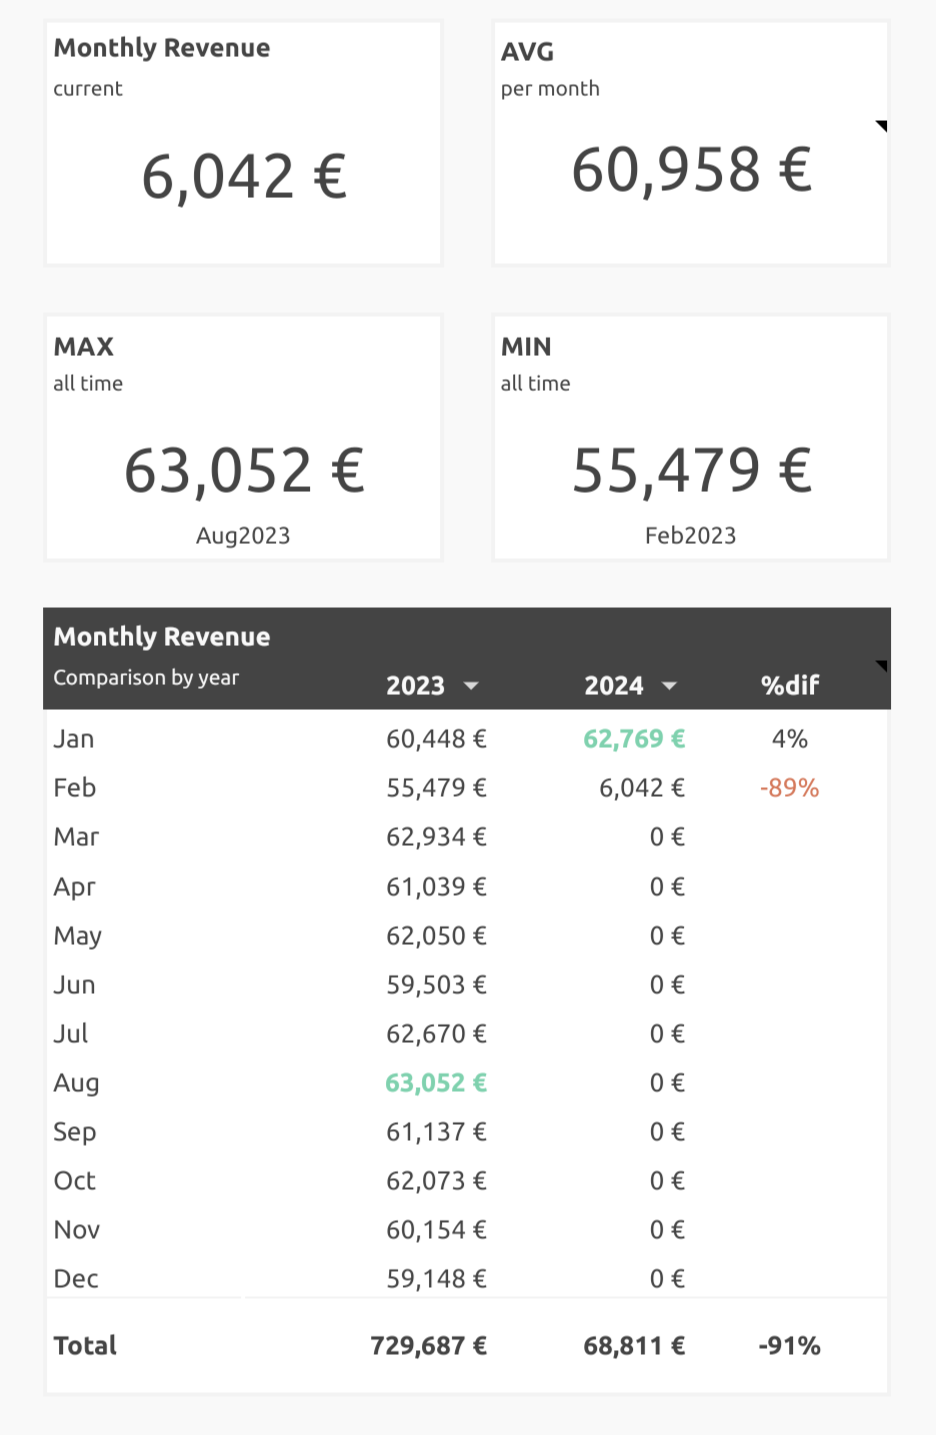 Monthly Revenue
current
6,042 €
AVG
per month
60,958 €
MAX
all time
63,052 €
Aug2023
MIN
all time
55,479 €
Feb2023
Monthly Revenue
Comparison by year 2023 2024 %dif
Jan 60,448 € 62,769 € 4%
Feb 55,479 € 6,042 € -89%
Mar 62,934 € 0 €
Apr 61,039 € 0 €
May 62,050 € 0 €
Jun 59,503 € 0 €
Jul 62,670 € 0 €
Aug 63,052 € 0 €
Sep 61,137 € 0 €
Oct 62,073 € 0 €
Nov 60,154 € 0 €
Dec 59,148 € 0 €
Total 729,687 € 68,811 € -91%